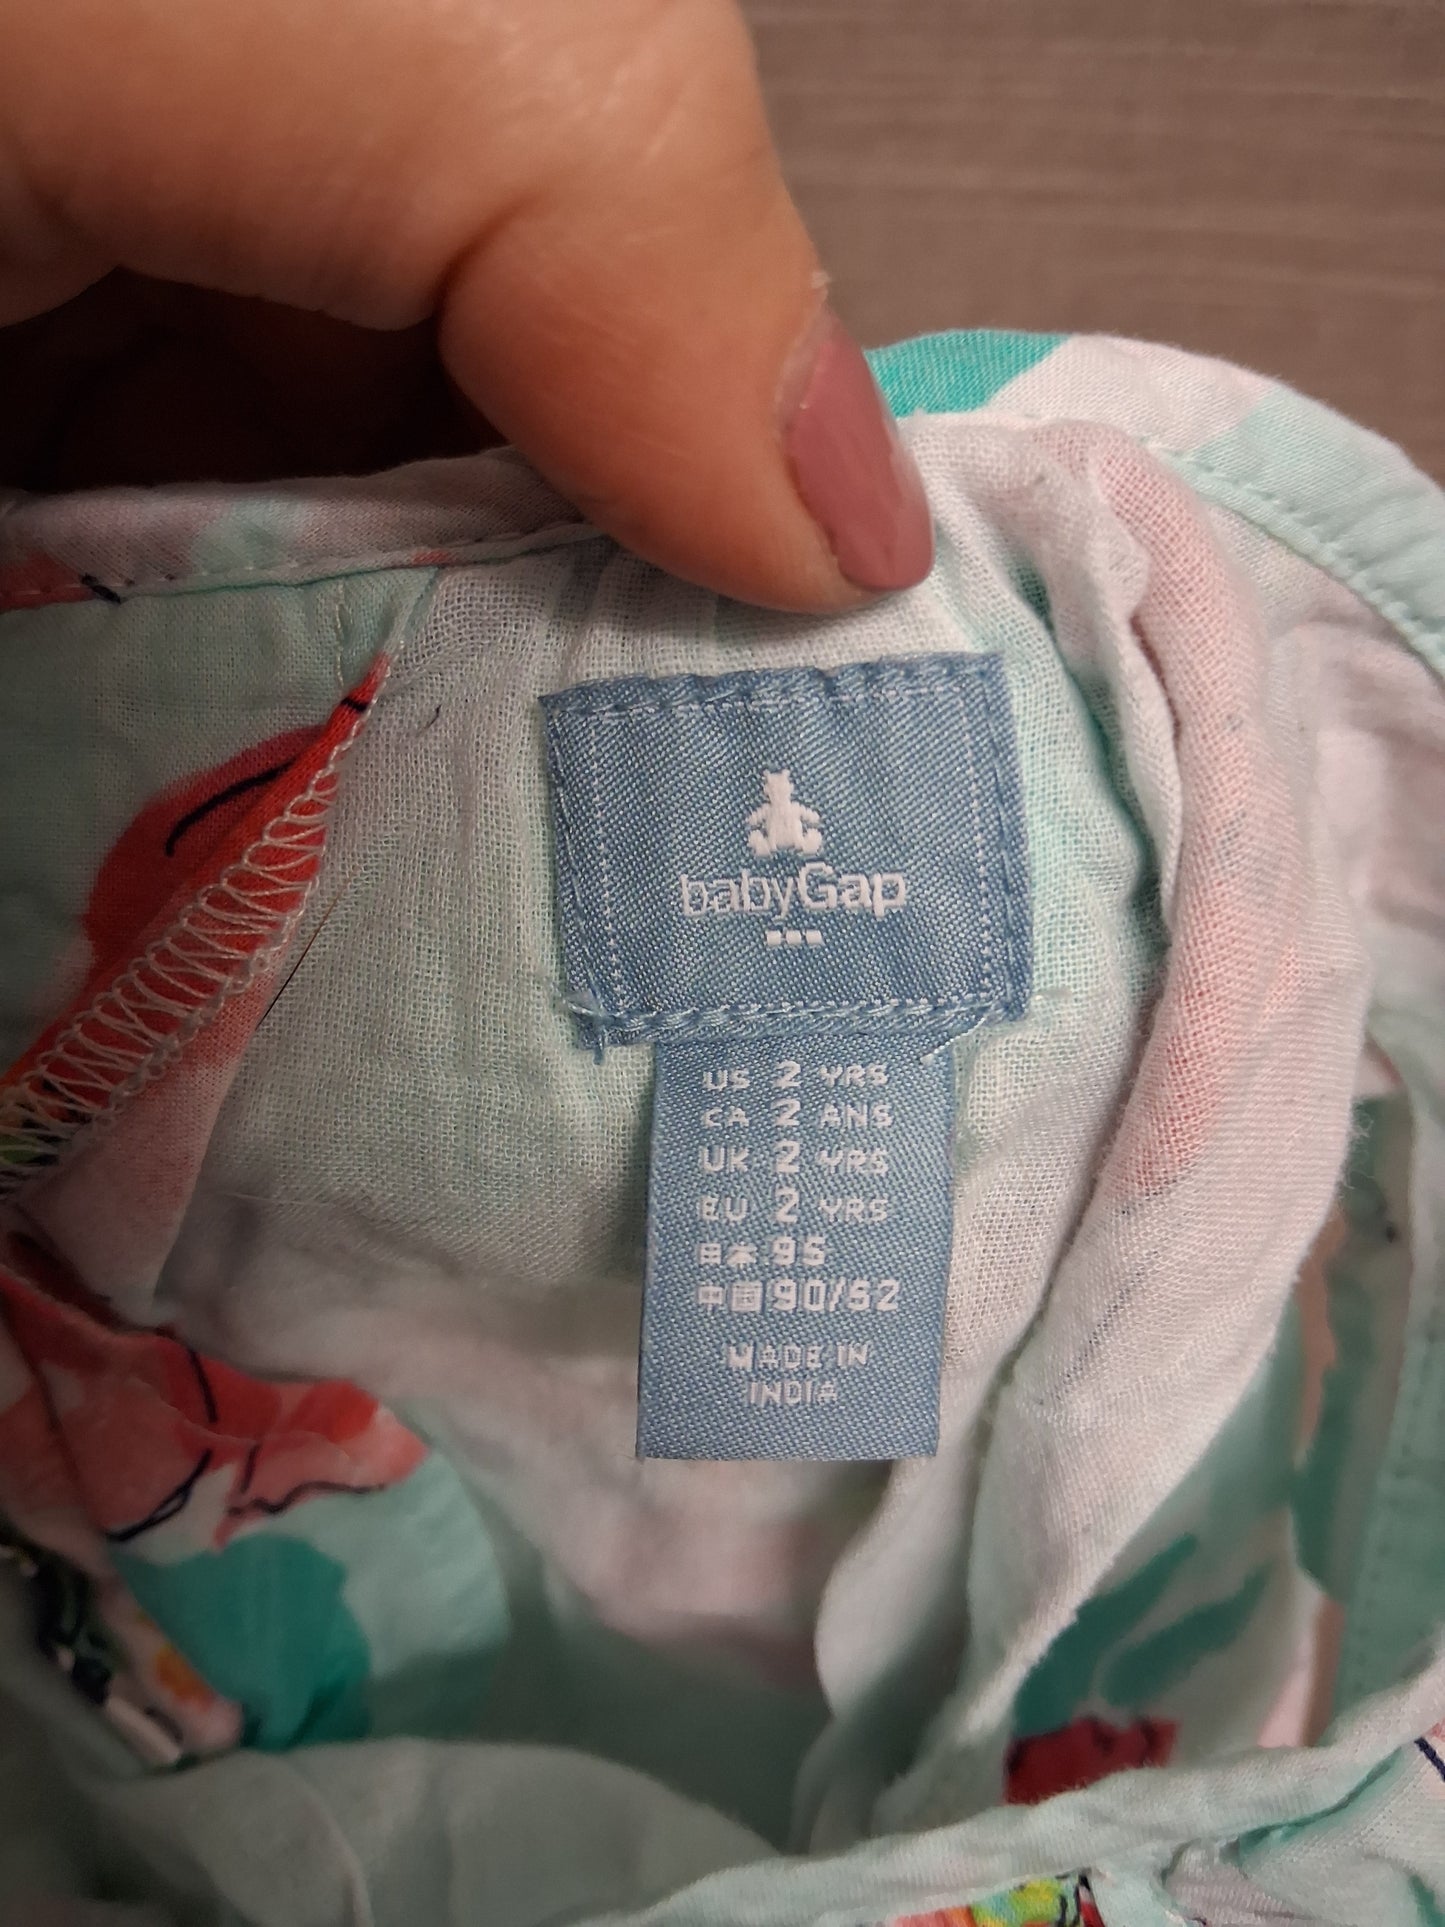 babyGap
US 2 YRS
CA 2 ANS
UK 2 YRS
EU 2 YRS
日本 95
中国 90/52
MADE IN
INDIA